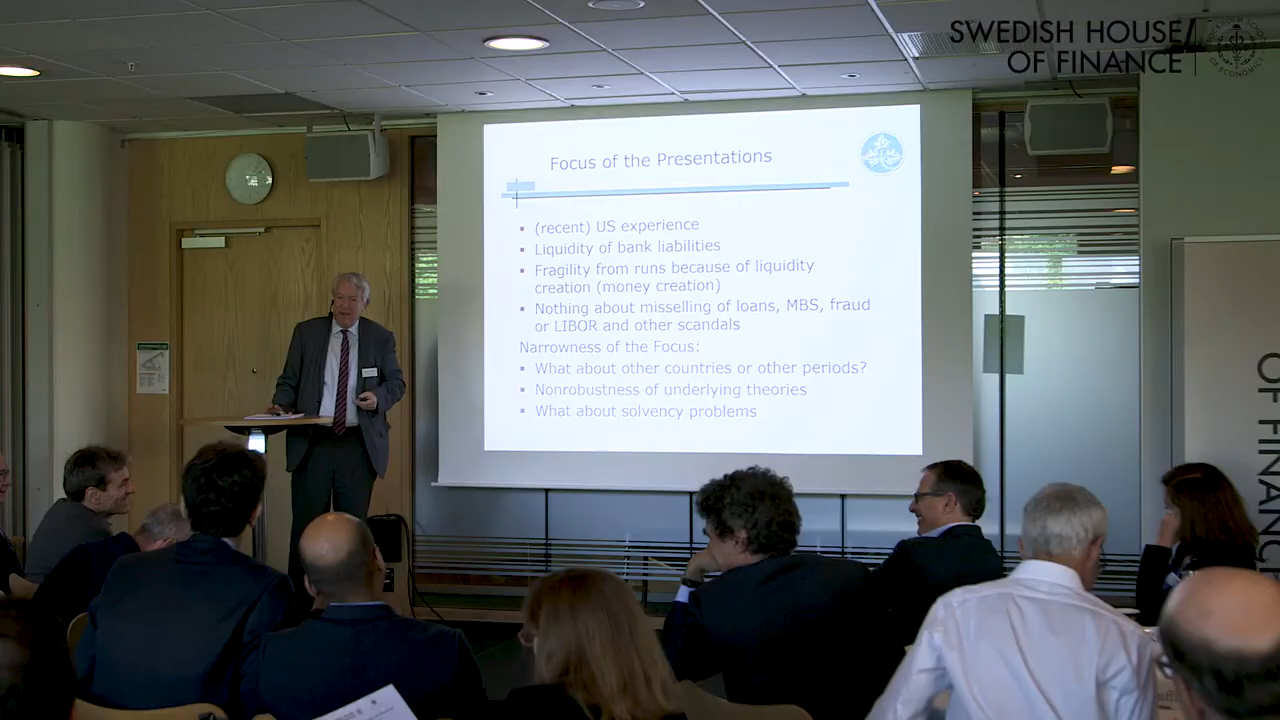 SWEDISH HOUSE
OF FINANCE
Focus of the Presentations
(recent) US experience
Liquidity of bank liabilities
Fragility from runs because of liquidity
creation (money creation)
Nothing about misselling of loans, MBS, fraud
or LIBOR and other scandals
Narrowness of the Focus:
What about other countries or other periods?
Nonrobustness of underlying theories
What about solvency problems
OF FINANCE